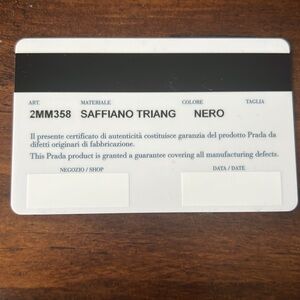 ART. MATERIALE COLORE TAGLIA
2MM358 SAFFIANO TRIANG NERO
Il presente certificato di autenticità costituisce garanzia del prodotto Prada da
difetti originari di fabbricazione.
This Prada product is granted a guarantee covering all manufacturing defects.
NEGOZIO / SHOP DATA / DATE